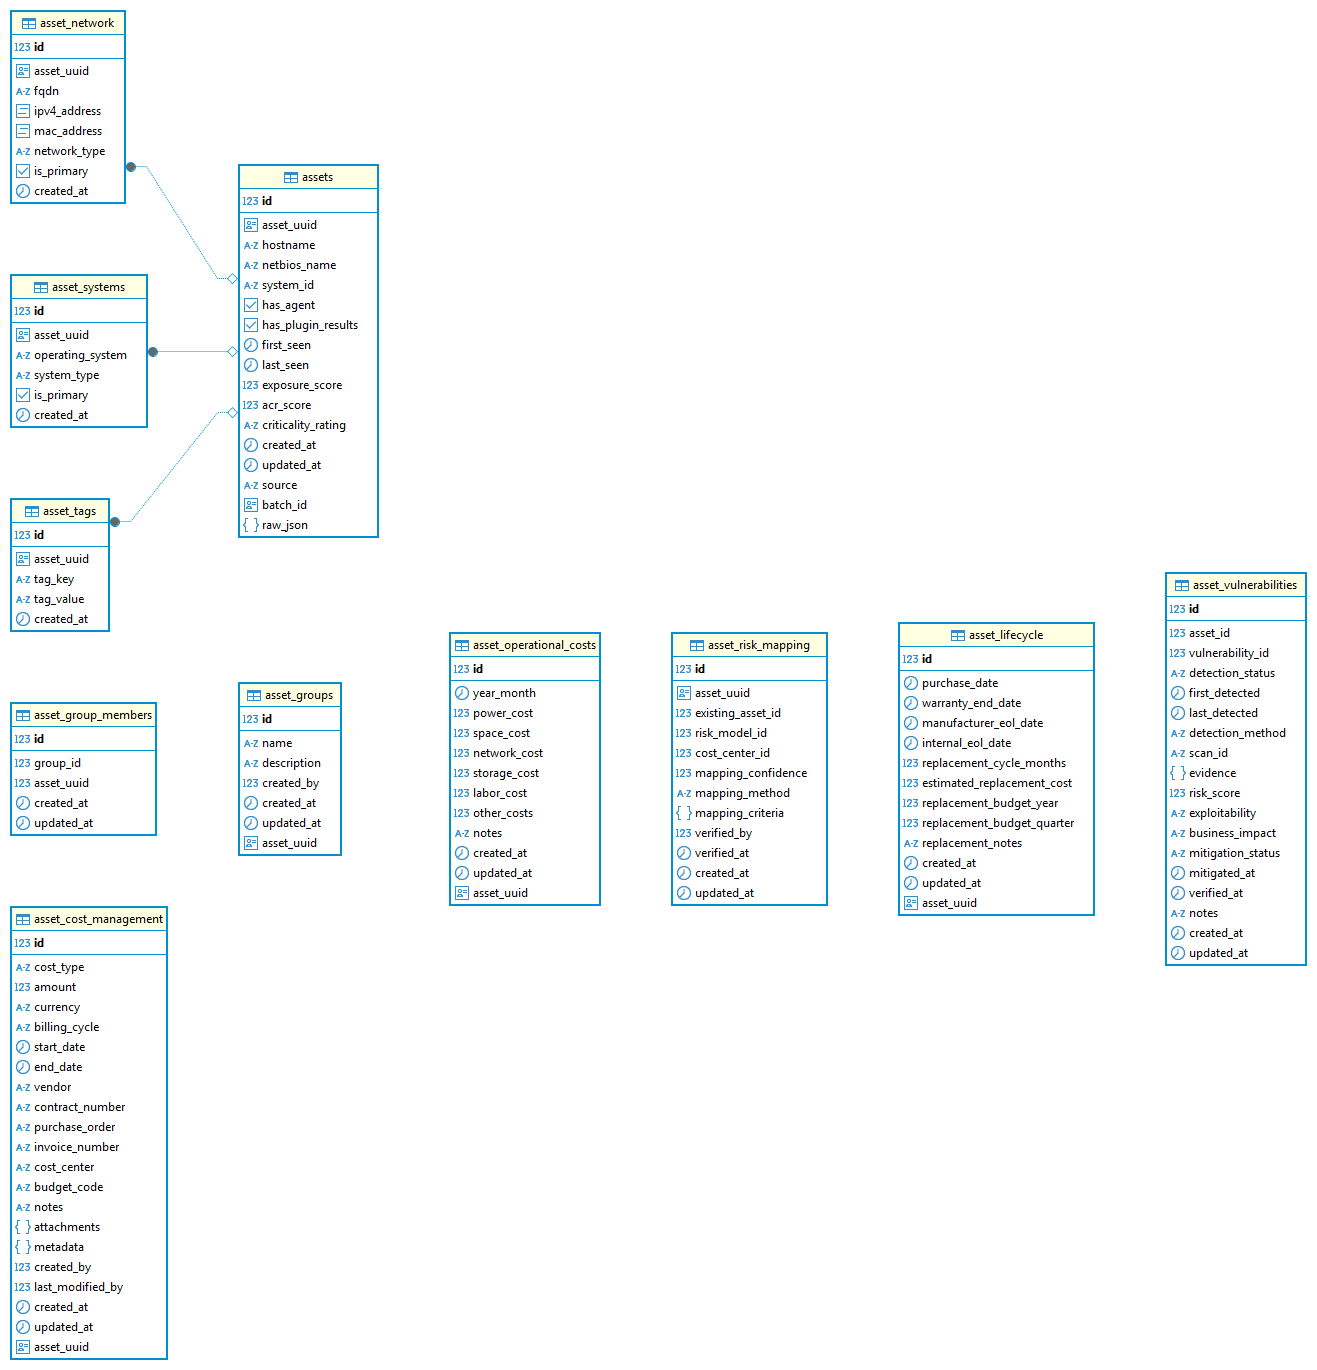 asset_network
123 id
asset_uuid
A-Z fqdn
ipv4_address
mac_address
A-Z network_type
is_primary
created_at
asset_systems
123 id
asset_uuid
A-Z operating_system
A-Z system_type
is_primary
created_at
asset_tags
123 id
asset_uuid
A-Z tag_key
A-Z tag_value
created_at
assets
123 id
asset_uuid
A-Z hostname
A-Z netbios_name
A-Z system_id
has_agent
has_plugin_results
first_seen
last_seen
123 exposure_score
123 acr_score
A-Z criticality_rating
created_at
updated_at
A-Z source
batch_id
{ } raw_json
asset_group_members
123 id
123 group_id
123 asset_uuid
created_at
updated_at
asset_groups
123 id
A-Z name
A-Z description
123 created_by
created_at
updated_at
asset_uuid
asset_operational_costs
123 id
year_month
123 power_cost
123 space_cost
123 network_cost
123 storage_cost
123 labor_cost
123 other_costs
A-Z notes
created_at
updated_at
asset_uuid
asset_risk_mapping
123 id
asset_uuid
123 existing_asset_id
123 risk_model_id
123 cost_center_id
123 mapping_confidence
A-Z mapping_method
{ } mapping_criteria
123 verified_by
verified_at
created_at
updated_at
asset_lifecycle
123 id
purchase_date
warranty_end_date
manufacturer_eol_date
internal_eol_date
123 replacement_cycle_months
123 estimated_replacement_cost
123 replacement_budget_year
123 replacement_budget_quarter
A-Z replacement_notes
created_at
updated_at
asset_uuid
asset_vulnerabilities
123 id
123 asset_id
123 vulnerability_id
A-Z detection_status
first_detected
last_detected
A-Z detection_method
A-Z scan_id
{ } evidence
123 risk_score
A-Z exploitability
A-Z business_impact
A-Z mitigation_status
mitigated_at
verified_at
A-Z notes
created_at
updated_at
asset_cost_management
123 id
A-Z cost_type
123 amount
A-Z currency
A-Z billing_cycle
start_date
end_date
A-Z vendor
A-Z contract_number
A-Z purchase_order
A-Z invoice_number
A-Z cost_center
A-Z budget_code
A-Z notes
{ } attachments
{ } metadata
123 created_by
123 last_modified_by
created_at
updated_at
asset_uuid